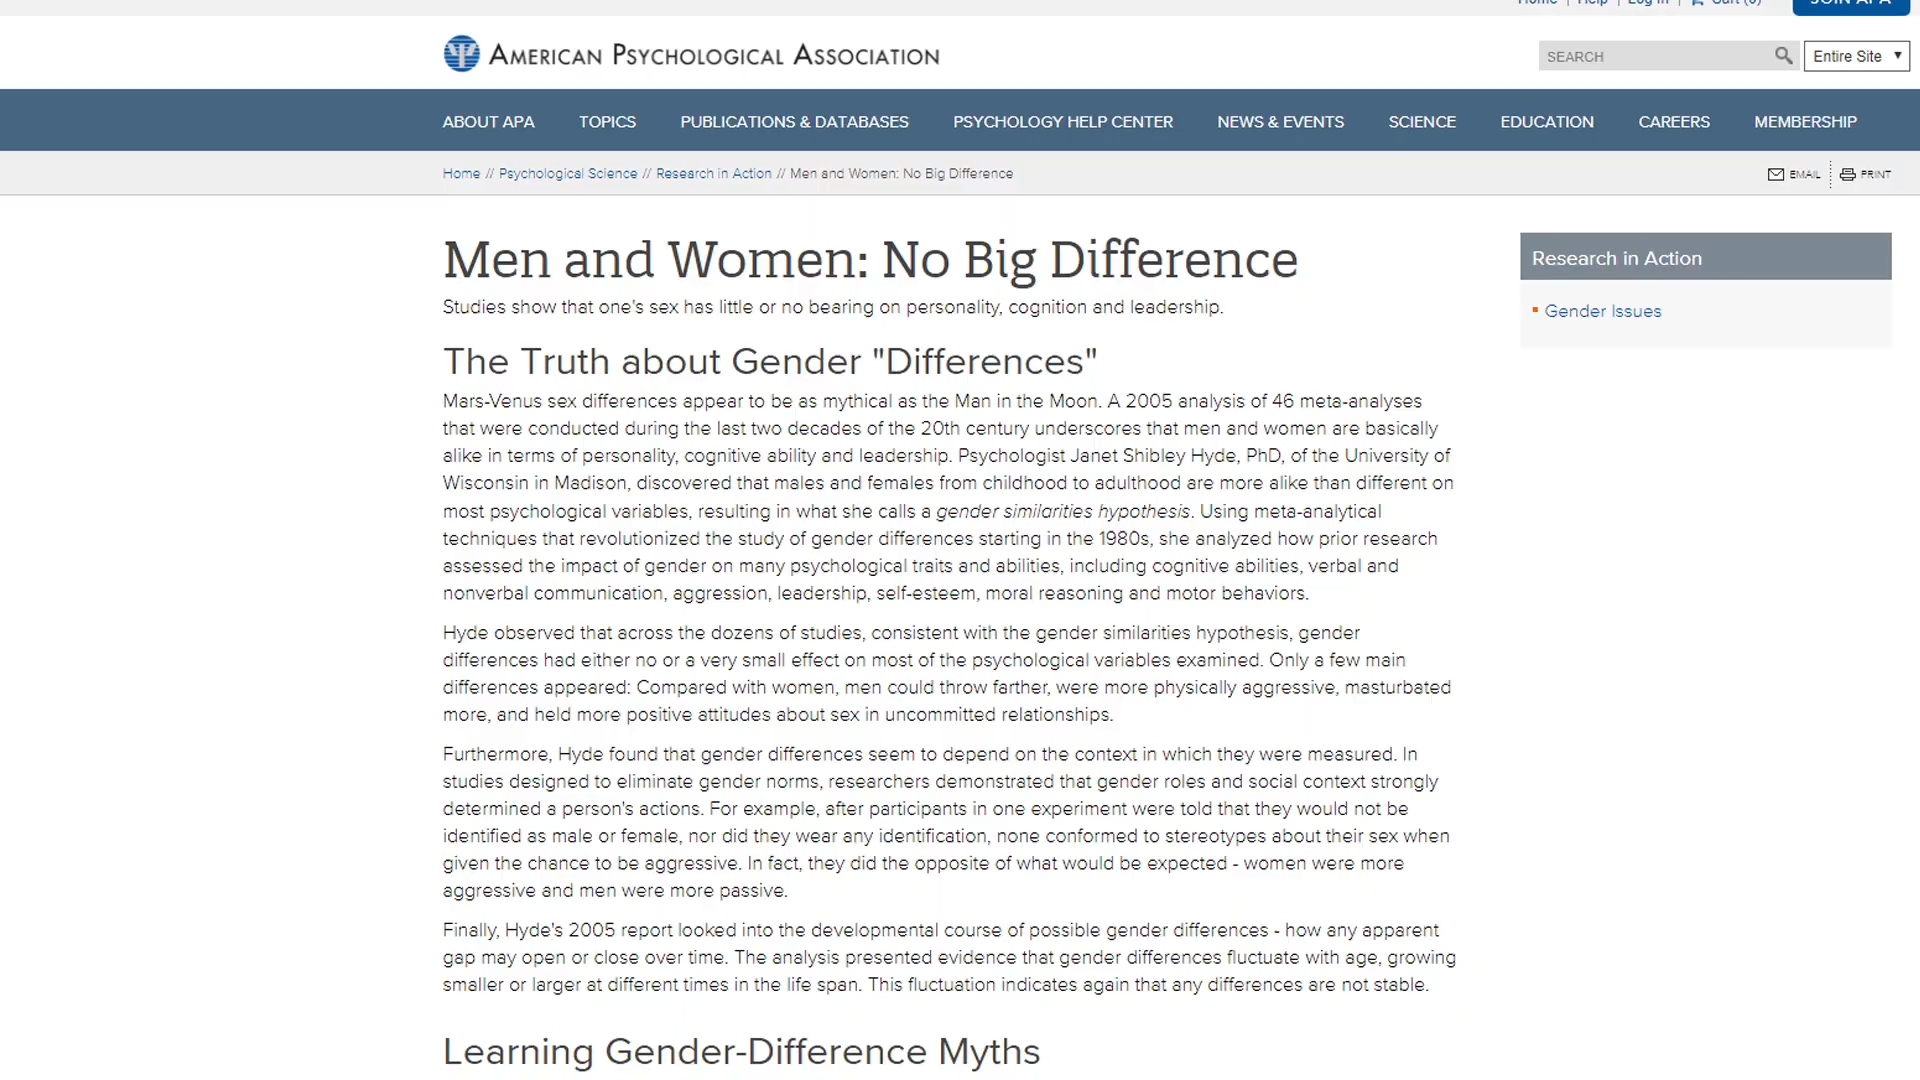 Home | Help | Log In | Cart (0) JOIN APA
AMERICAN PSYCHOLOGICAL ASSOCIATION
SEARCH Entire Site
ABOUT APA TOPICS PUBLICATIONS & DATABASES PSYCHOLOGY HELP CENTER NEWS & EVENTS SCIENCE EDUCATION CAREERS MEMBERSHIP
Home // Psychological Science // Research in Action // Men and Women: No Big Difference EMAIL PRINT
Men and Women: No Big Difference
Studies show that one's sex has little or no bearing on personality, cognition and leadership.
The Truth about Gender "Differences"
Mars-Venus sex differences appear to be as mythical as the Man in the Moon. A 2005 analysis of 46 meta-analyses
that were conducted during the last two decades of the 20th century underscores that men and women are basically
alike in terms of personality, cognitive ability and leadership. Psychologist Janet Shibley Hyde, PhD, of the University of
Wisconsin in Madison, discovered that males and females from childhood to adulthood are more alike than different on
most psychological variables, resulting in what she calls a gender similarities hypothesis. Using meta-analytical
techniques that revolutionized the study of gender differences starting in the 1980s, she analyzed how prior research
assessed the impact of gender on many psychological traits and abilities, including cognitive abilities, verbal and
nonverbal communication, aggression, leadership, self-esteem, moral reasoning and motor behaviors.
Hyde observed that across the dozens of studies, consistent with the gender similarities hypothesis, gender
differences had either no or a very small effect on most of the psychological variables examined. Only a few main
differences appeared: Compared with women, men could throw farther, were more physically aggressive, masturbated
more, and held more positive attitudes about sex in uncommitted relationships.
Furthermore, Hyde found that gender differences seem to depend on the context in which they were measured. In
studies designed to eliminate gender norms, researchers demonstrated that gender roles and social context strongly
determined a person's actions. For example, after participants in one experiment were told that they would not be
identified as male or female, nor did they wear any identification, none conformed to stereotypes about their sex when
given the chance to be aggressive. In fact, they did the opposite of what would be expected - women were more
aggressive and men were more passive.
Finally, Hyde's 2005 report looked into the developmental course of possible gender differences - how any apparent
gap may open or close over time. The analysis presented evidence that gender differences fluctuate with age, growing
smaller or larger at different times in the life span. This fluctuation indicates again that any differences are not stable.
Learning Gender-Difference Myths
Research in Action
Gender Issues